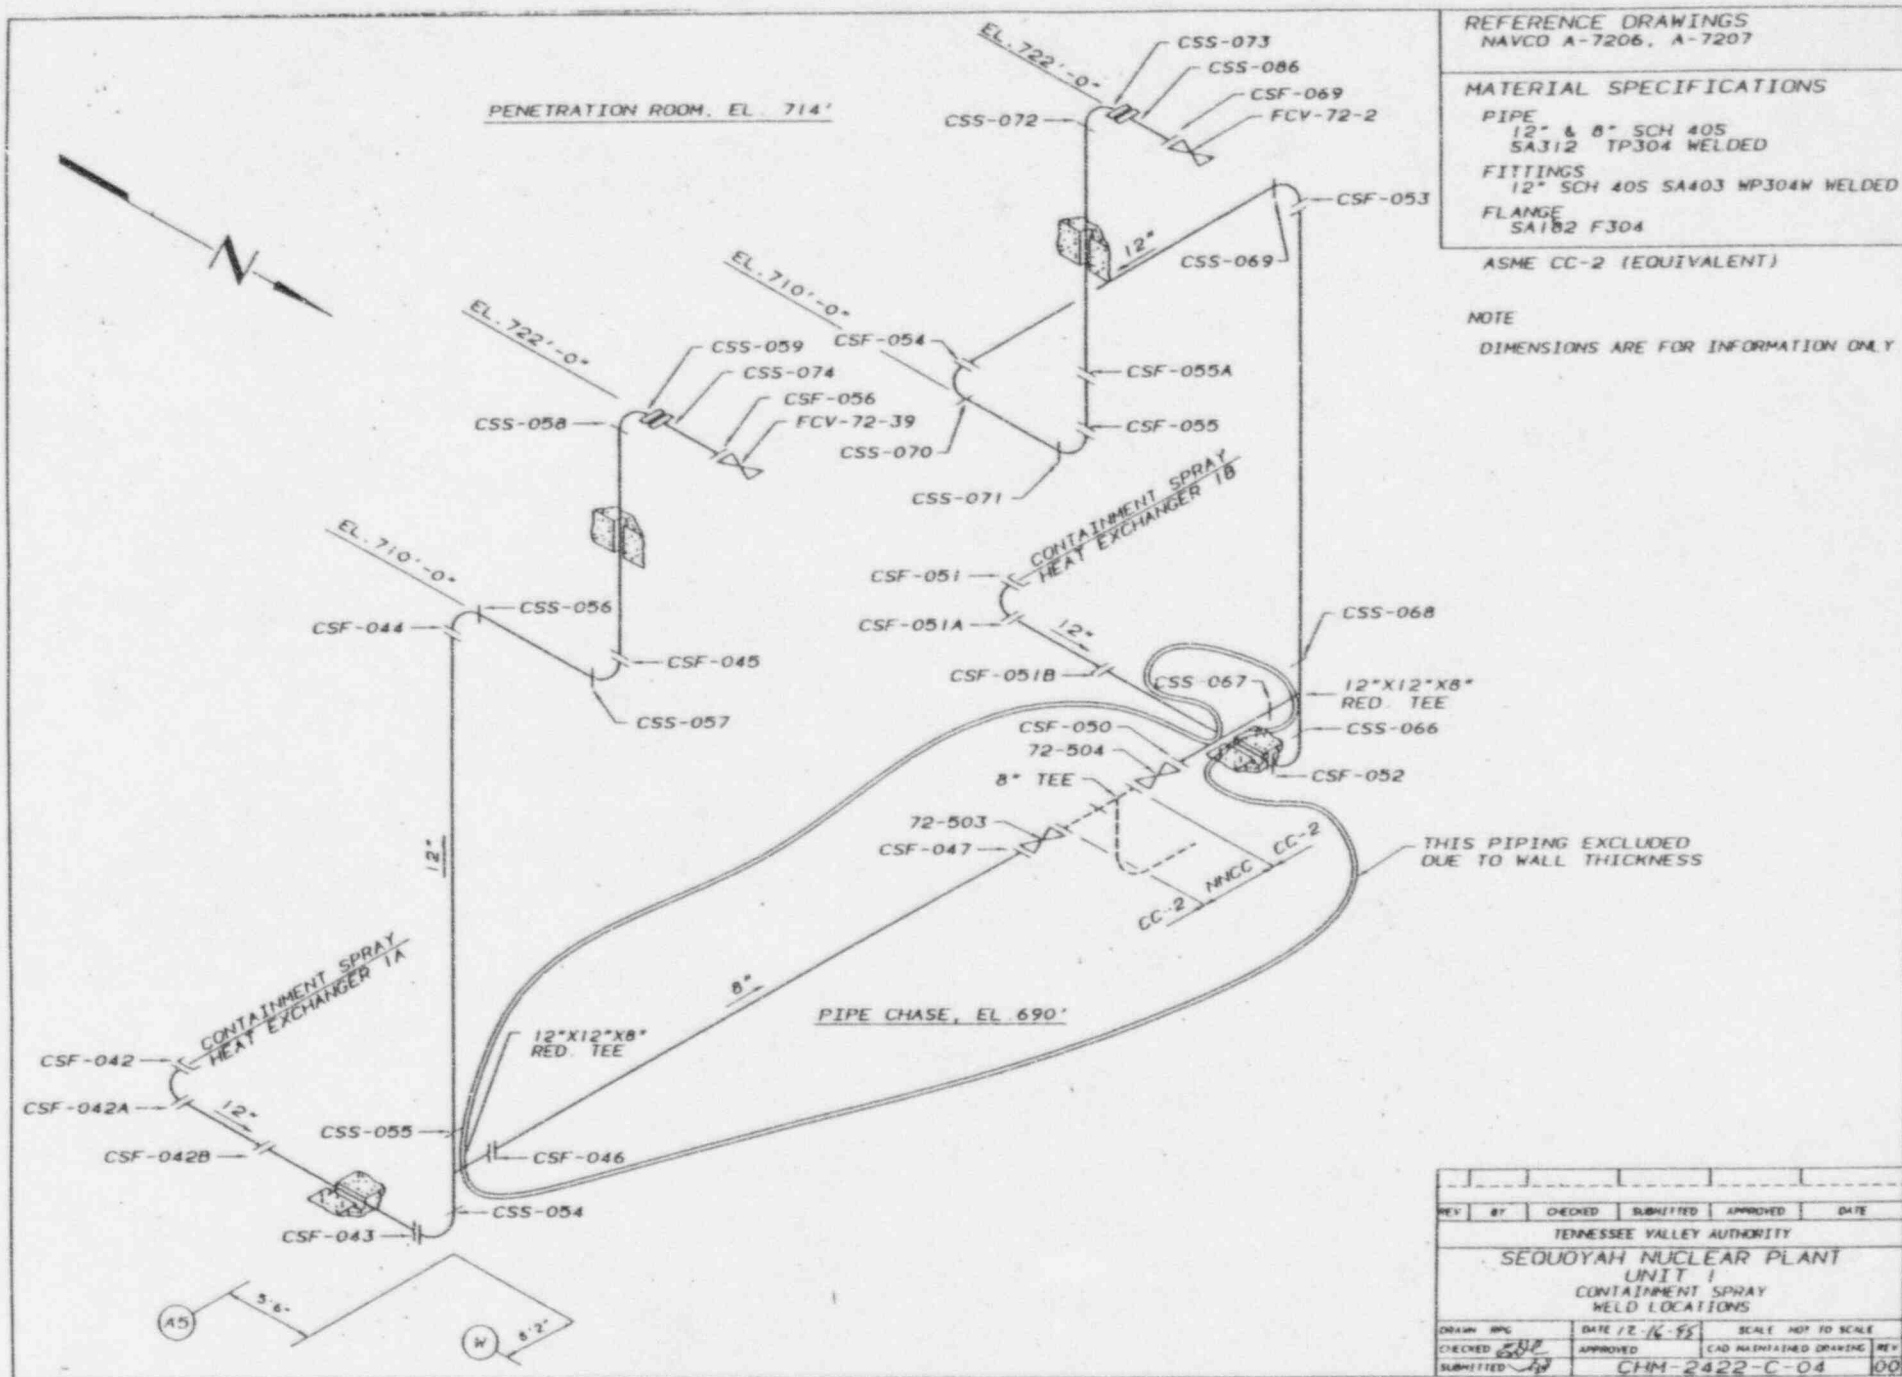 REFERENCE DRAWINGS
NAVCO A-7206, A-7207
MATERIAL SPECIFICATIONS
PIPE
12" & 8" SCH 40S
SA312 TP304 WELDED
FITTINGS
12" SCH 40S SA403 WP304W WELDED
FLANGE
SA182 F304
ASME CC-2 (EQUIVALENT)
NOTE
DIMENSIONS ARE FOR INFORMATION ONLY
PENETRATION ROOM, EL. 714'
N
EL. 722'-0"
CSS-073
CSS-086
CSF-069
FCV-72-2
CSS-072
CSF-053
CSS-069
12"
EL. 710'-0"
CSF-054
CSF-055A
CSF-055
CSS-070
CSS-071
EL. 722'-0"
CSS-059
CSS-074
CSF-056
FCV-72-39
CSS-058
EL. 710'-0"
CSS-056
CSF-044
CSF-045
CSS-057
CONTAINMENT SPRAY
HEAT EXCHANGER 1B
CSF-051
CSF-051A
12"
CSF-051B
CSS-068
CSS-067
12"X12"X8"
RED. TEE
CSF-050
CSS-066
72-504
CSF-052
8" TEE
72-503
CSF-047
CC-2
NNCC
CC-2
THIS PIPING EXCLUDED
DUE TO WALL THICKNESS
12"
8"
PIPE CHASE, EL 690'
CONTAINMENT SPRAY
HEAT EXCHANGER 1A
12"X12"X8"
RED. TEE
CSF-042
CSF-042A
12"
CSS-055
CSF-042B
CSF-046
CSS-054
CSF-043
A5
5'6"
W
8'2"
REV BY CHECKED SUBMITTED APPROVED DATE
TENNESSEE VALLEY AUTHORITY
SEQUOYAH NUCLEAR PLANT
UNIT 1
CONTAINMENT SPRAY
WELD LOCATIONS
DRAWN RPG DATE 12-16-95 SCALE NOT TO SCALE
CHECKED APPROVED CAD MAINTAINED DRAWING REV
SUBMITTED CHM-2422-C-04 00